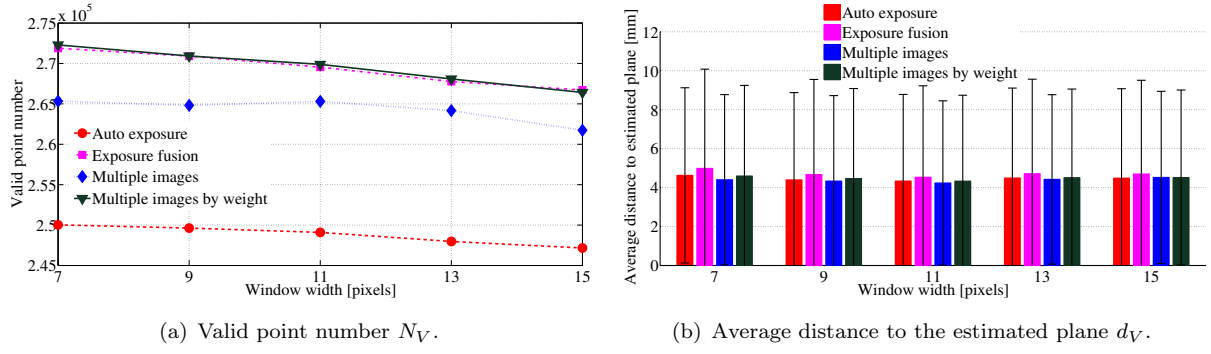 x 10^5
2.75
2.7
2.65
2.6
2.55
2.5
2.45
7
9
11
13
15
Valid point number
Window width [pixels]
Auto exposure
Exposure fusion
Multiple images
Multiple images by weight
(a) Valid point number N_V.
12
10
8
6
4
2
0
7
9
11
13
15
Average distance to estimated plane [mm]
Window width [pixels]
Auto exposure
Exposure fusion
Multiple images
Multiple images by weight
(b) Average distance to the estimated plane d_V.